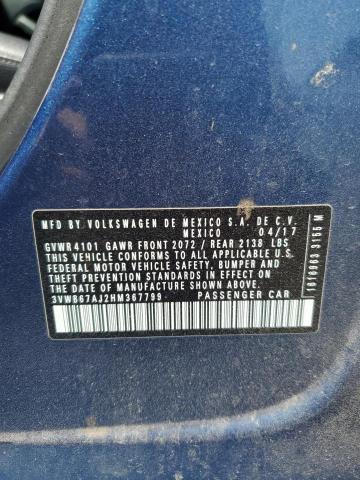 MFD BY VOLKSWAGEN DE MEXICO S.A. DE C.V.
MEXICO 04/17
GVWR 4101 GAWR FRONT 2072 / REAR 2138 LBS
THIS CONFORMS TO ALL APPLICABLE U.S.
FEDERAL MOTOR VEHICLE SAFETY, BUMPER AND
THEFT PREVENTION STANDARDS IN EFFECT ON
THE DATE OF MANUFACTURE SHOWN ABOVE
3VWB67AJ2HM367799 PASSENGER CAR